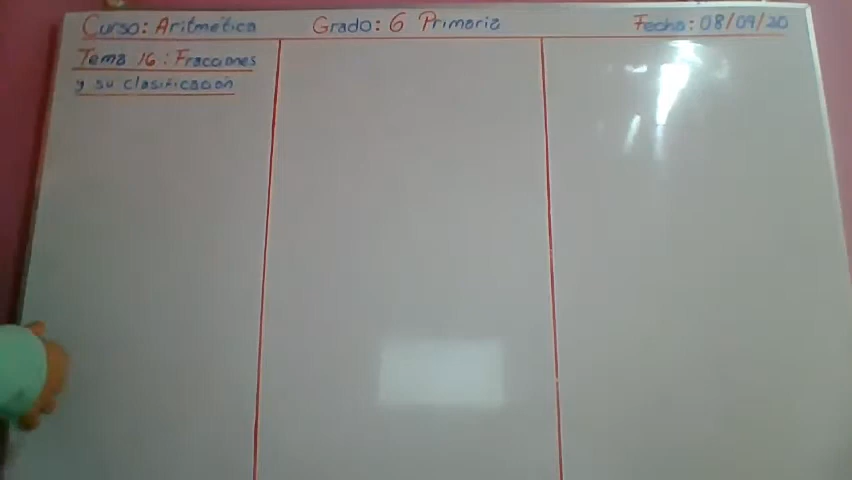 Curso: Aritmética Grado: 6 Primaria Fecha: 08/09/20
Tema 16: Fracciones
y su clasificación